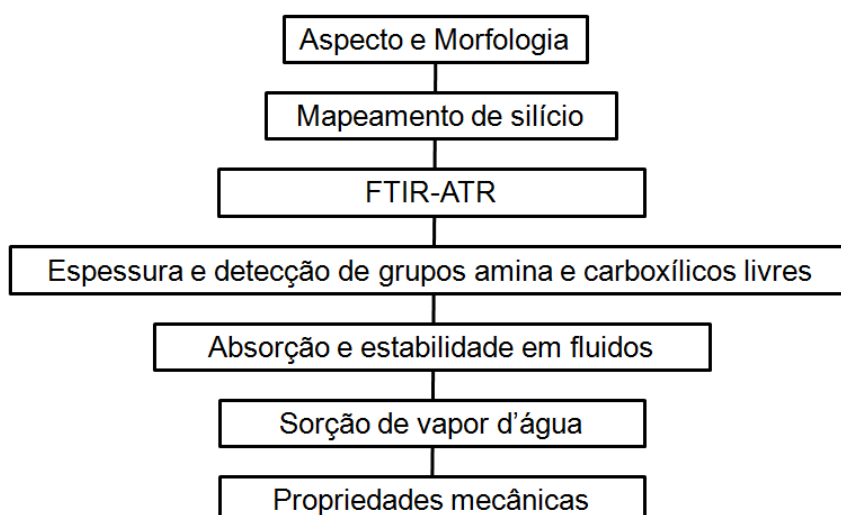 Aspecto e Morfologia
Mapeamento de silício
FTIR-ATR
Espessura e detecção de grupos amina e carboxílicos livres
Absorção e estabilidade em fluidos
Sorção de vapor d’água
Propriedades mecânicas